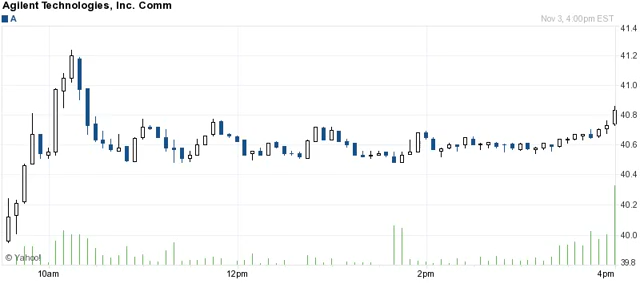 Agilent Technologies, Inc. Comm
A
Nov 3, 4:00pm EST
41.4
41.2
41.0
40.8
40.6
40.4
40.2
40.0
39.8
© Yahoo!
10am
12pm
2pm
4pm